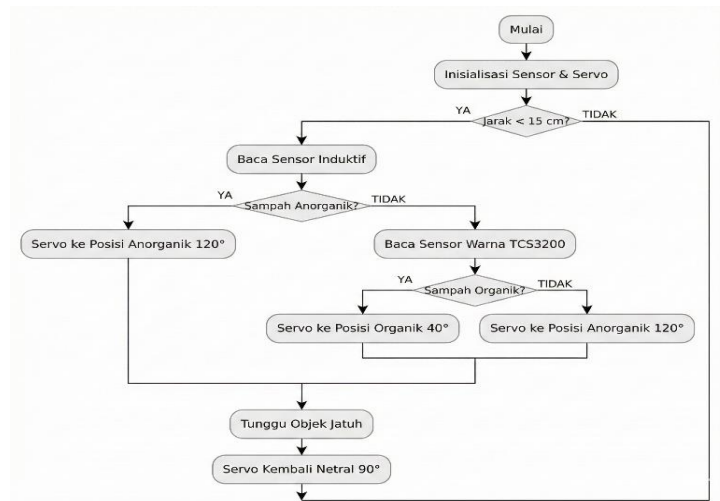 Mulai
Inisialisasi Sensor & Servo
Jarak < 15 cm?
YA
TIDAK
Baca Sensor Induktif
Sampah Anorganik?
YA
TIDAK
Servo ke Posisi Anorganik 120°
Baca Sensor Warna TCS3200
Sampah Organik?
YA
TIDAK
Servo ke Posisi Organik 40°
Servo ke Posisi Anorganik 120°
Tunggu Objek Jatuh
Servo Kembali Netral 90°